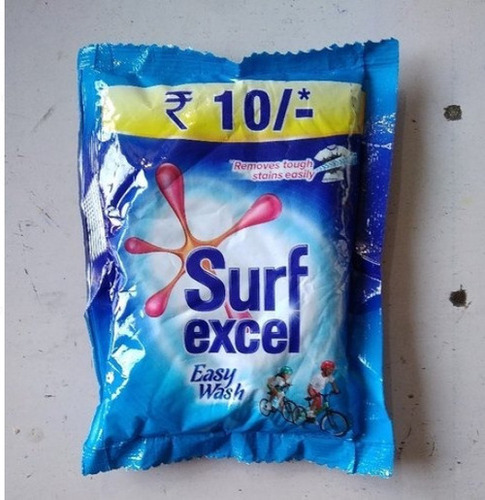 ₹ 10/-*
Removes tough
stains easily
Surf
excel
Easy
Wash